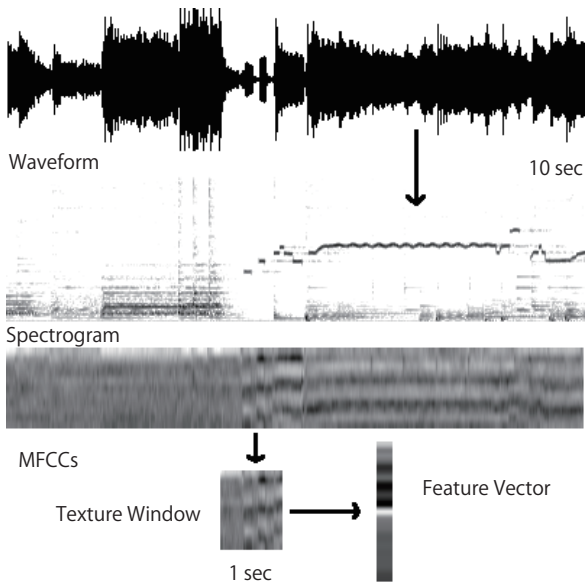 Waveform
10 sec
Spectrogram
MFCCs
Texture Window
Feature Vector
1 sec